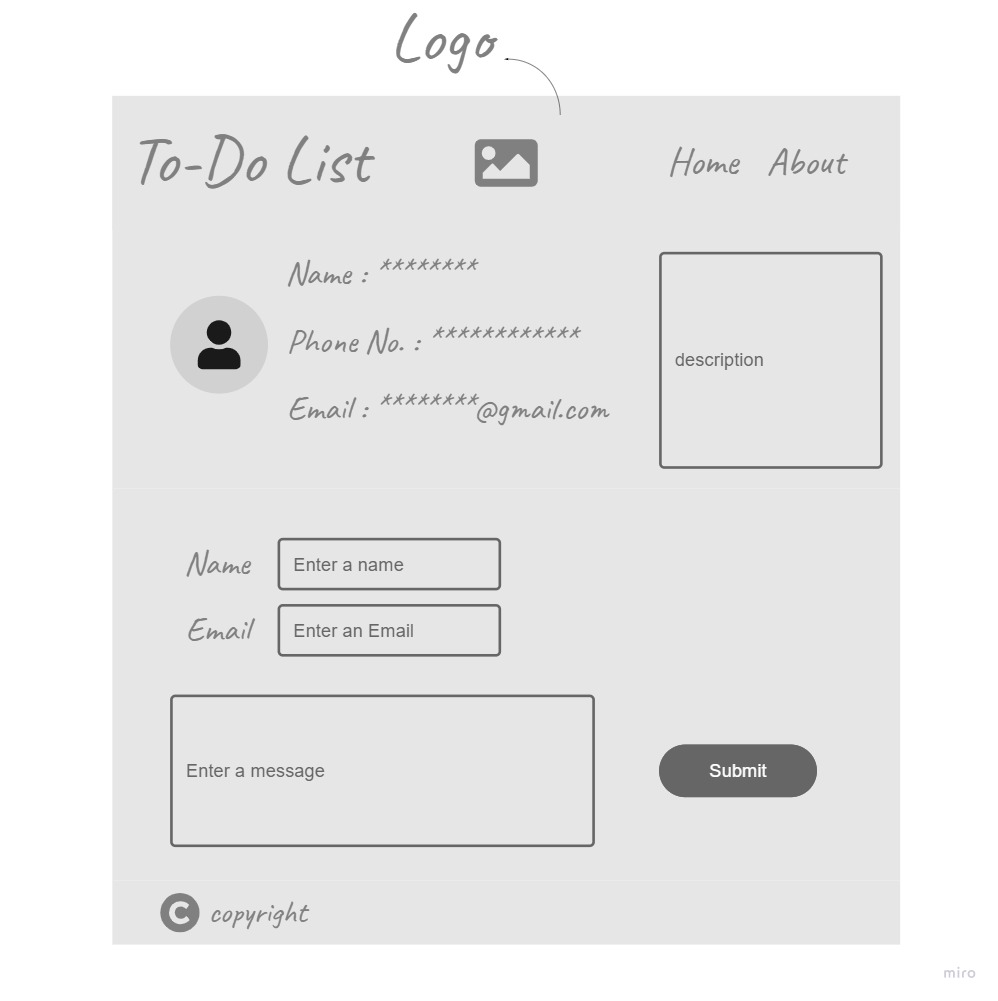 Logo
To-Do List
Home About
Name : ********
Phone No. : ************
Email : ********@gmail.com
description
Name
Enter a name
Email
Enter an Email
Enter a message
Submit
© copyright
miro